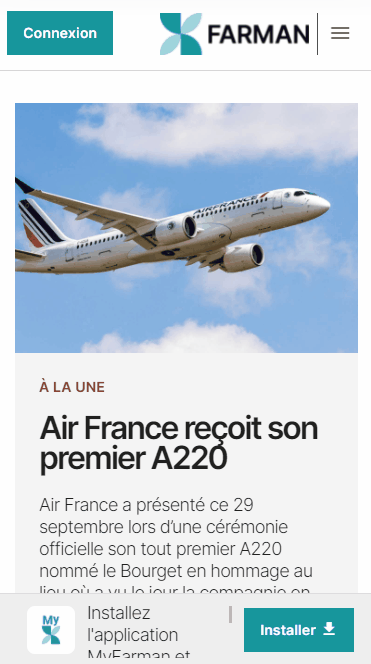 Connexion
FARMAN
AIRFRANCE
À LA UNE
Air France reçoit son
premier A220
Air France a présenté ce 29
septembre lors d'une cérémonie
officielle son tout premier A220
nommé le Bourget en hommage au
lieu où a vu le jour la compagnie en
My
Installez
l'application
MyFarman et
Installer